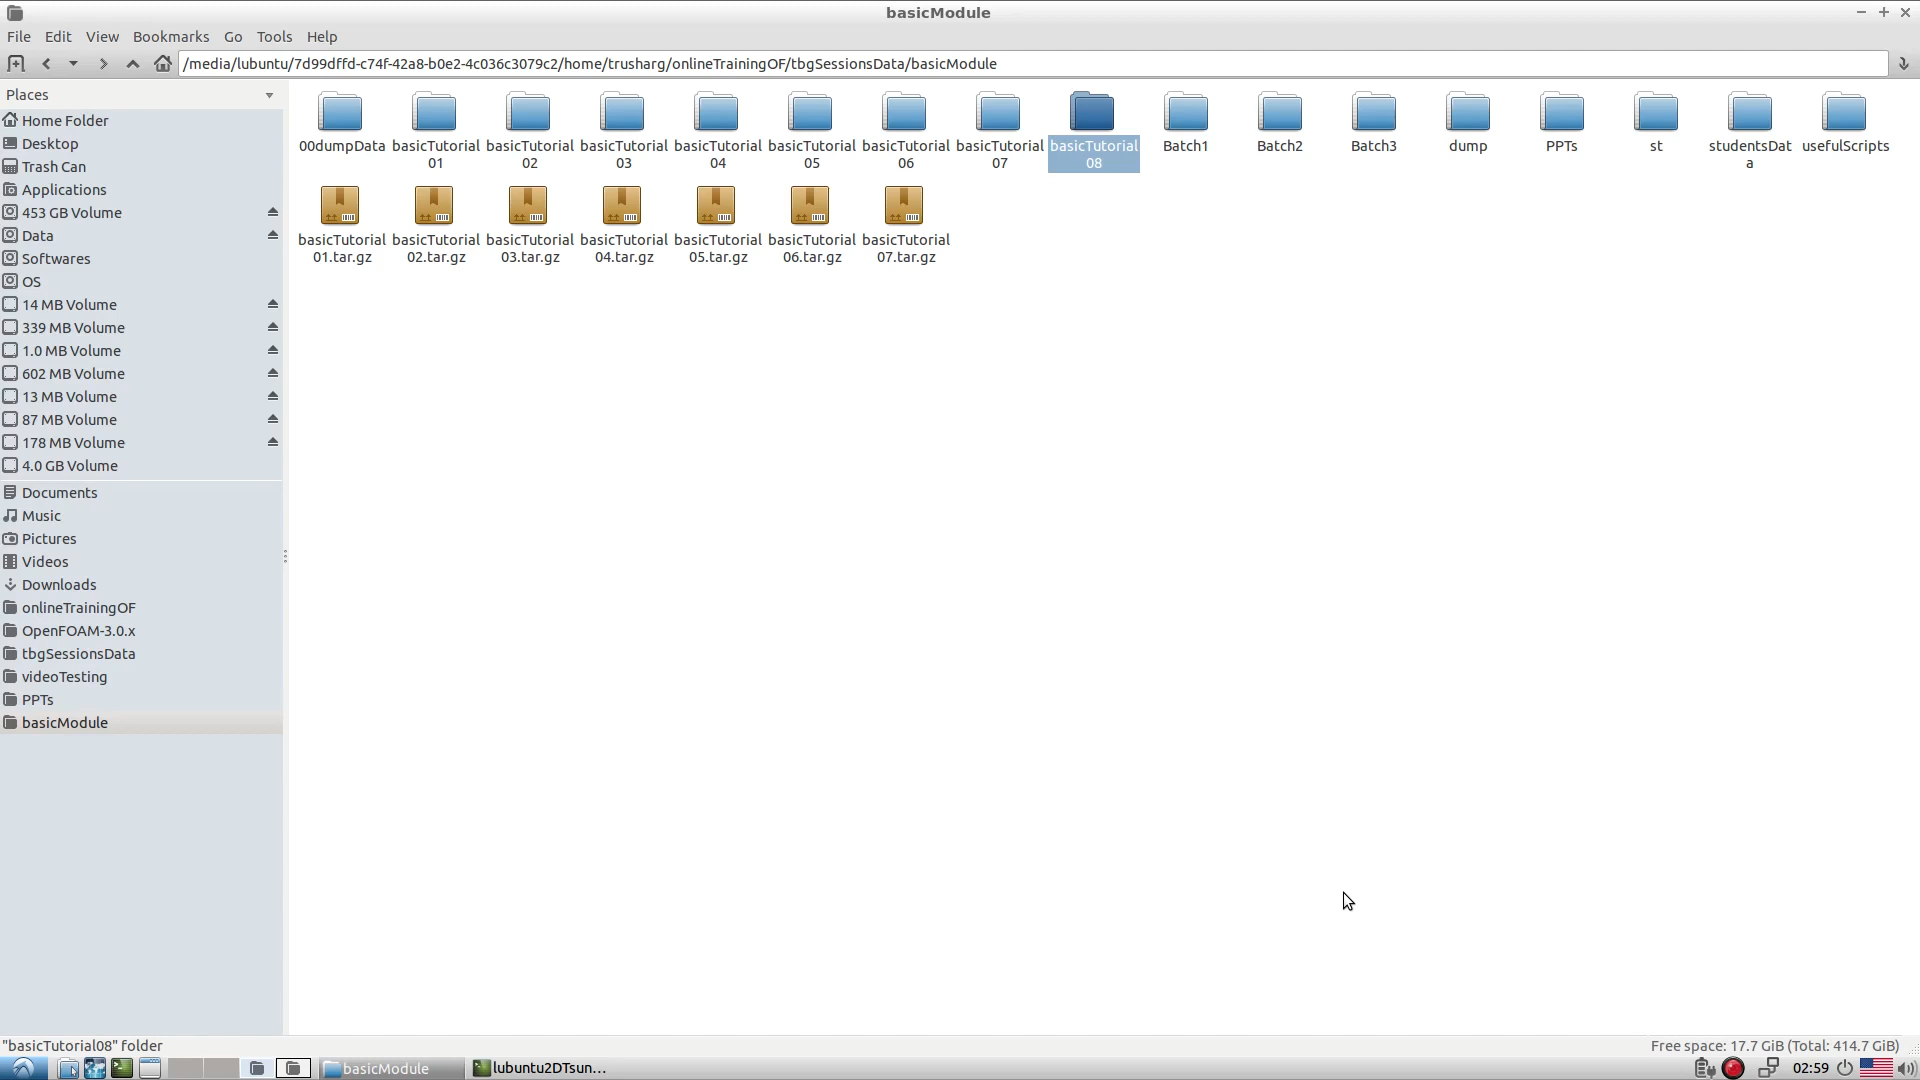 basicModule
File Edit View Bookmarks Go Tools Help
/media/lubuntu/7d99dffd-c74f-42a8-b0e2-4c036c3079c2/home/trusharg/onlineTrainingOF/tbgSessionsData/basicModule
Places
Home Folder
Desktop
Trash Can
Applications
453 GB Volume
Data
Softwares
OS
14 MB Volume
339 MB Volume
1.0 MB Volume
602 MB Volume
13 MB Volume
87 MB Volume
178 MB Volume
4.0 GB Volume
Documents
Music
Pictures
Videos
Downloads
onlineTrainingOF
OpenFOAM-3.0.x
tbgSessionsData
videoTesting
PPTs
basicModule
00dumpData basicTutorial basicTutorial basicTutorial basicTutorial basicTutorial basicTutorial basicTutorial basicTutorial Batch1 Batch2 Batch3 dump PPTs st studentsDat usefulScripts
01 02 03 04 05 06 07 08 a
basicTutorial basicTutorial basicTutorial basicTutorial basicTutorial basicTutorial basicTutorial
01.tar.gz 02.tar.gz 03.tar.gz 04.tar.gz 05.tar.gz 06.tar.gz 07.tar.gz
"basicTutorial08" folder Free space: 17.7 GiB (Total: 414.7 GiB)
basicModule lubuntu2DTsun... 02:59